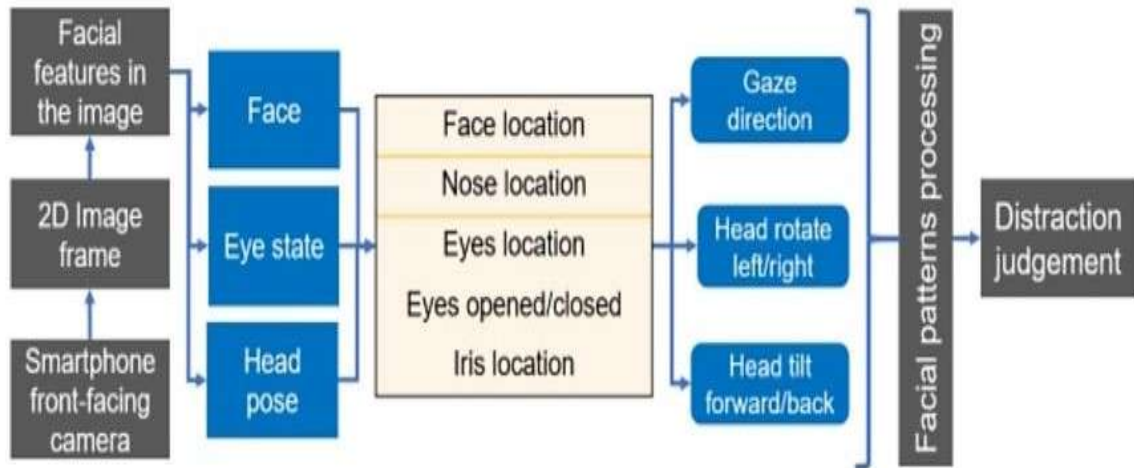 Facial
features in
the image
2D Image
frame
Smartphone
front-facing
camera
Face
Eye state
Head
pose
Face location
Nose location
Eyes location
Eyes opened/closed
Iris location
Gaze
direction
Head rotate
left/right
Head tilt
forward/back
Facial patterns processing
Distraction
judgement